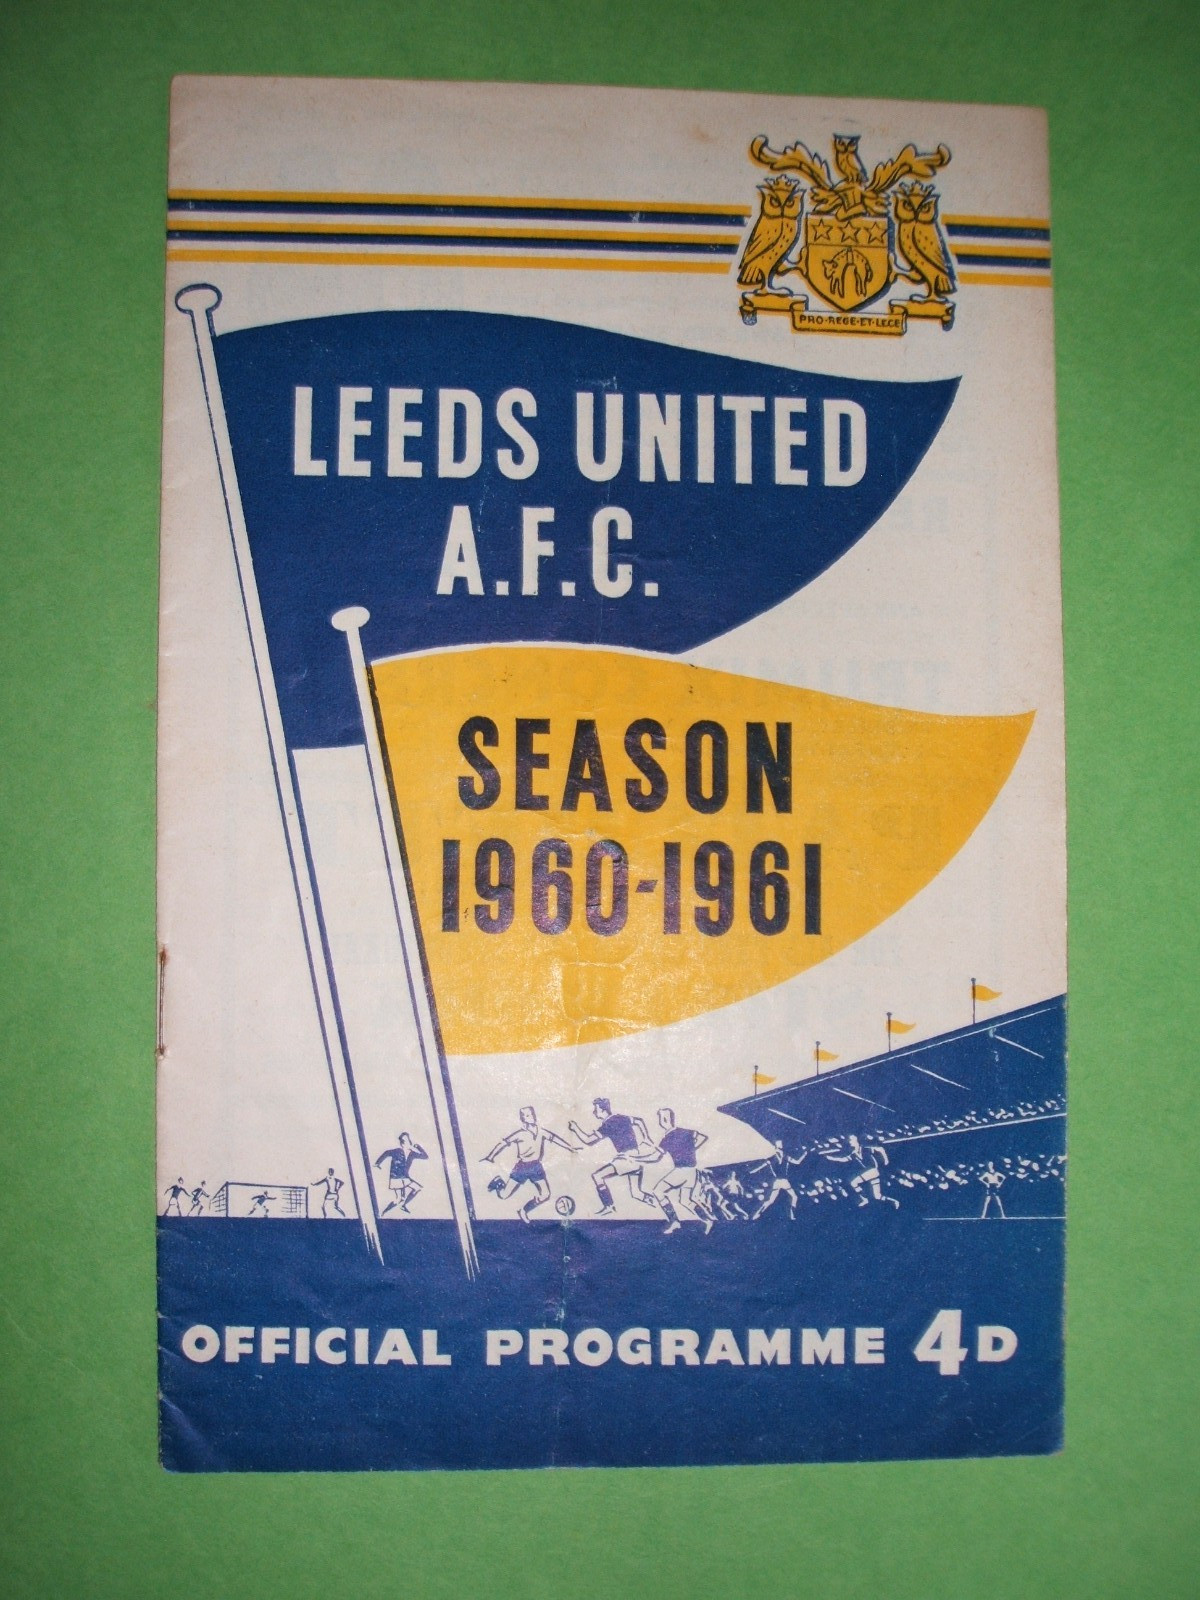 PRO·REGE·ET·LEGE
LEEDS UNITED
A.F.C.
SEASON
1960-1961
OFFICIAL PROGRAMME 4D